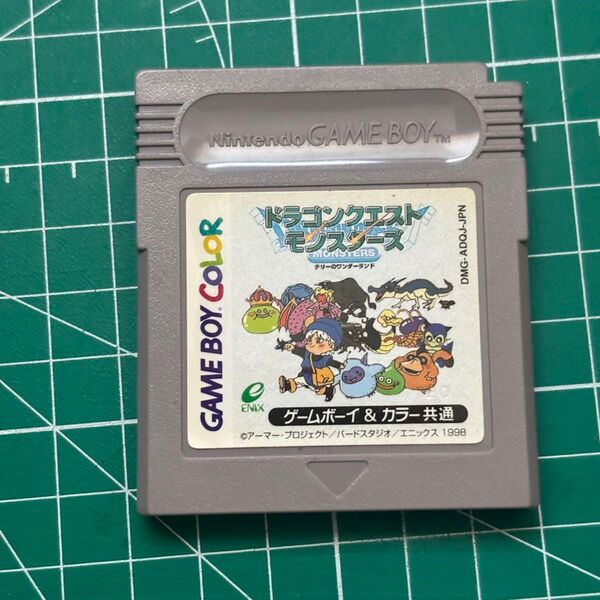 Nintendo GAME BOY TM
ドラゴンクエスト
モンスターズ
MONSTERS
テリーのワンダーランド
DMG-ADQJ-JPN
GAME BOY COLOR
ENIX
ゲームボーイ & カラー共通
©アーマー・プロジェクト／バードスタジオ／エニックス 1998